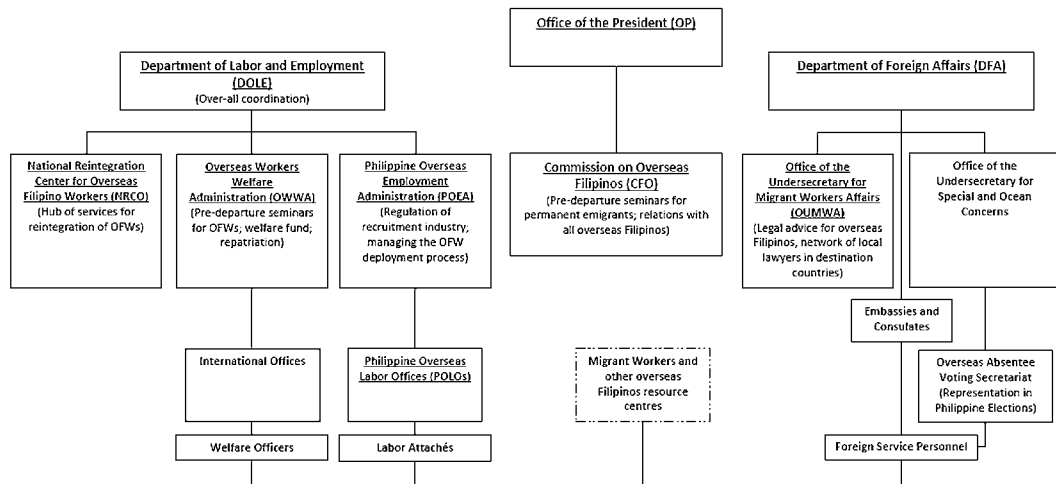 Office of the President (OP)
Department of Labor and Employment
(DOLE)
(Over-all coordination)
Department of Foreign Affairs (DFA)
National Reintegration
Center for Overseas
Filipino Workers (NRCO)
(Hub of services for
reintegration of OFWs)
Overseas Workers
Welfare
Administration (OWWA)
(Pre-departure seminars
for OFWs; welfare fund;
repatriation)
Philippine Overseas
Employment
Administration (POEA)
(Regulation of
recruitment industry;
managing the OFW
deployment process)
Commission on Overseas
Filipinos (CFO)
(Pre-departure seminars for
permanent emigrants; relations with
all overseas Filipinos)
Office of the
Undersecretary for
Migrant Workers Affairs
(OUMWA)
(Legal advice for overseas
Filipinos, network of local
lawyers in destination
countries)
Office of the
Undersecretary for
Special and Ocean
Concerns
Embassies and
Consulates
International Offices
Philippine Overseas
Labor Offices (POLOs)
Migrant Workers and
other overseas
Filipinos resource
centres
Overseas Absentee
Voting Secretariat
(Representation in
Philippine Elections)
Welfare Officers
Labor Attachés
Foreign Service Personnel